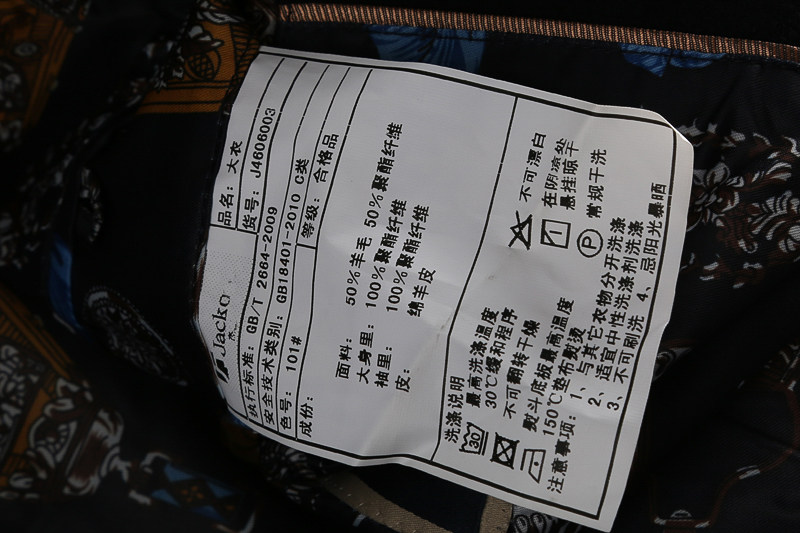 Jacko
品名：大衣
货号：J4606003
执行标准：GB/T 2664-2009
安全技术类别：GB18401-2010 C类
色号：101# 等级：合格品
成份：
面料：50%羊毛 50%聚酯纤维
大身里：100%聚酯纤维
袖里：100%聚酯纤维
皮：绵羊皮
洗涤说明
30 最高洗涤温度
30℃缓和程序
不可翻转干燥
熨斗底板最高温度
150℃垫布熨烫
不可漂白
在阴凉处
悬挂晾干
P 常规干洗
注意事项：1、与其它衣物分开洗涤
2、适宜中性洗涤剂洗涤
3、不可刷洗 4、忌阳光暴晒